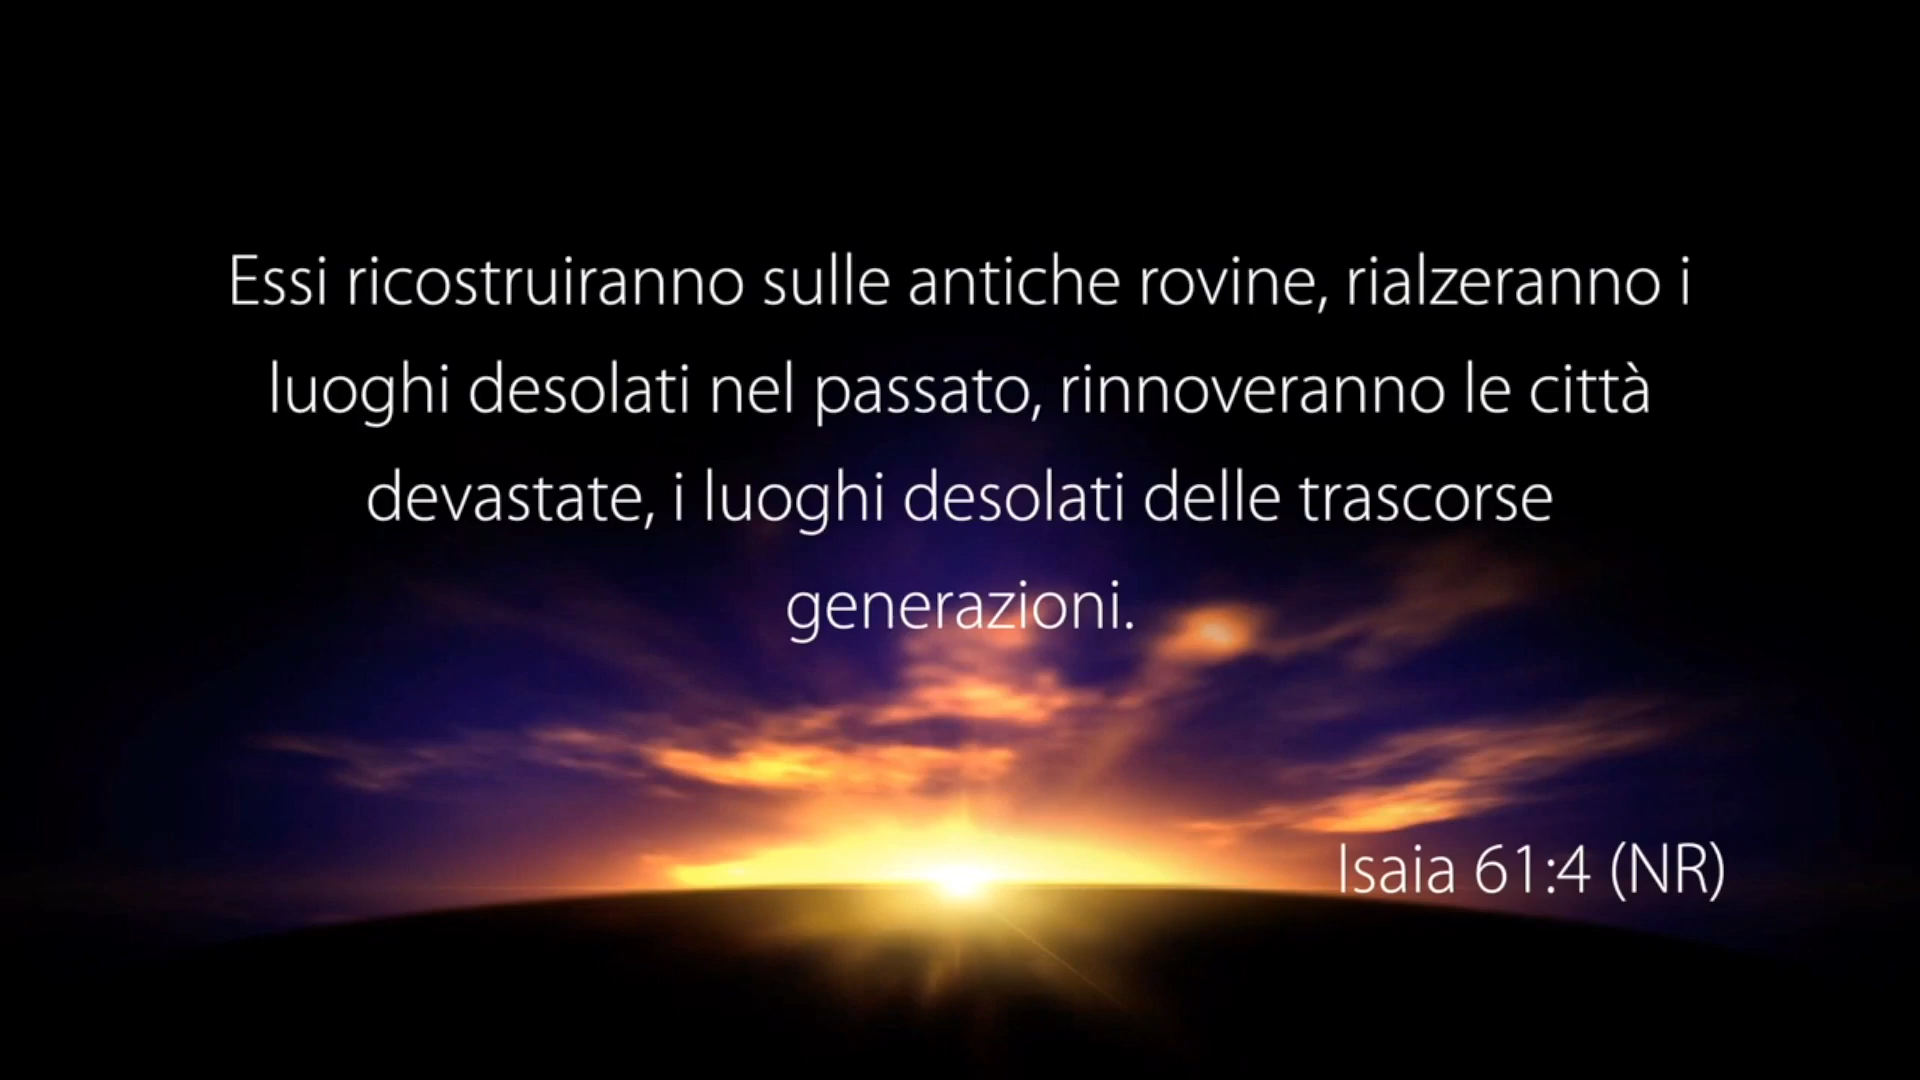 Essi ricostruiranno sulle antiche rovine, rialzeranno i
luoghi desolati nel passato, rinnoveranno le città
devastate, i luoghi desolati delle trascorse
generazioni.
Isaia 61:4 (NR)